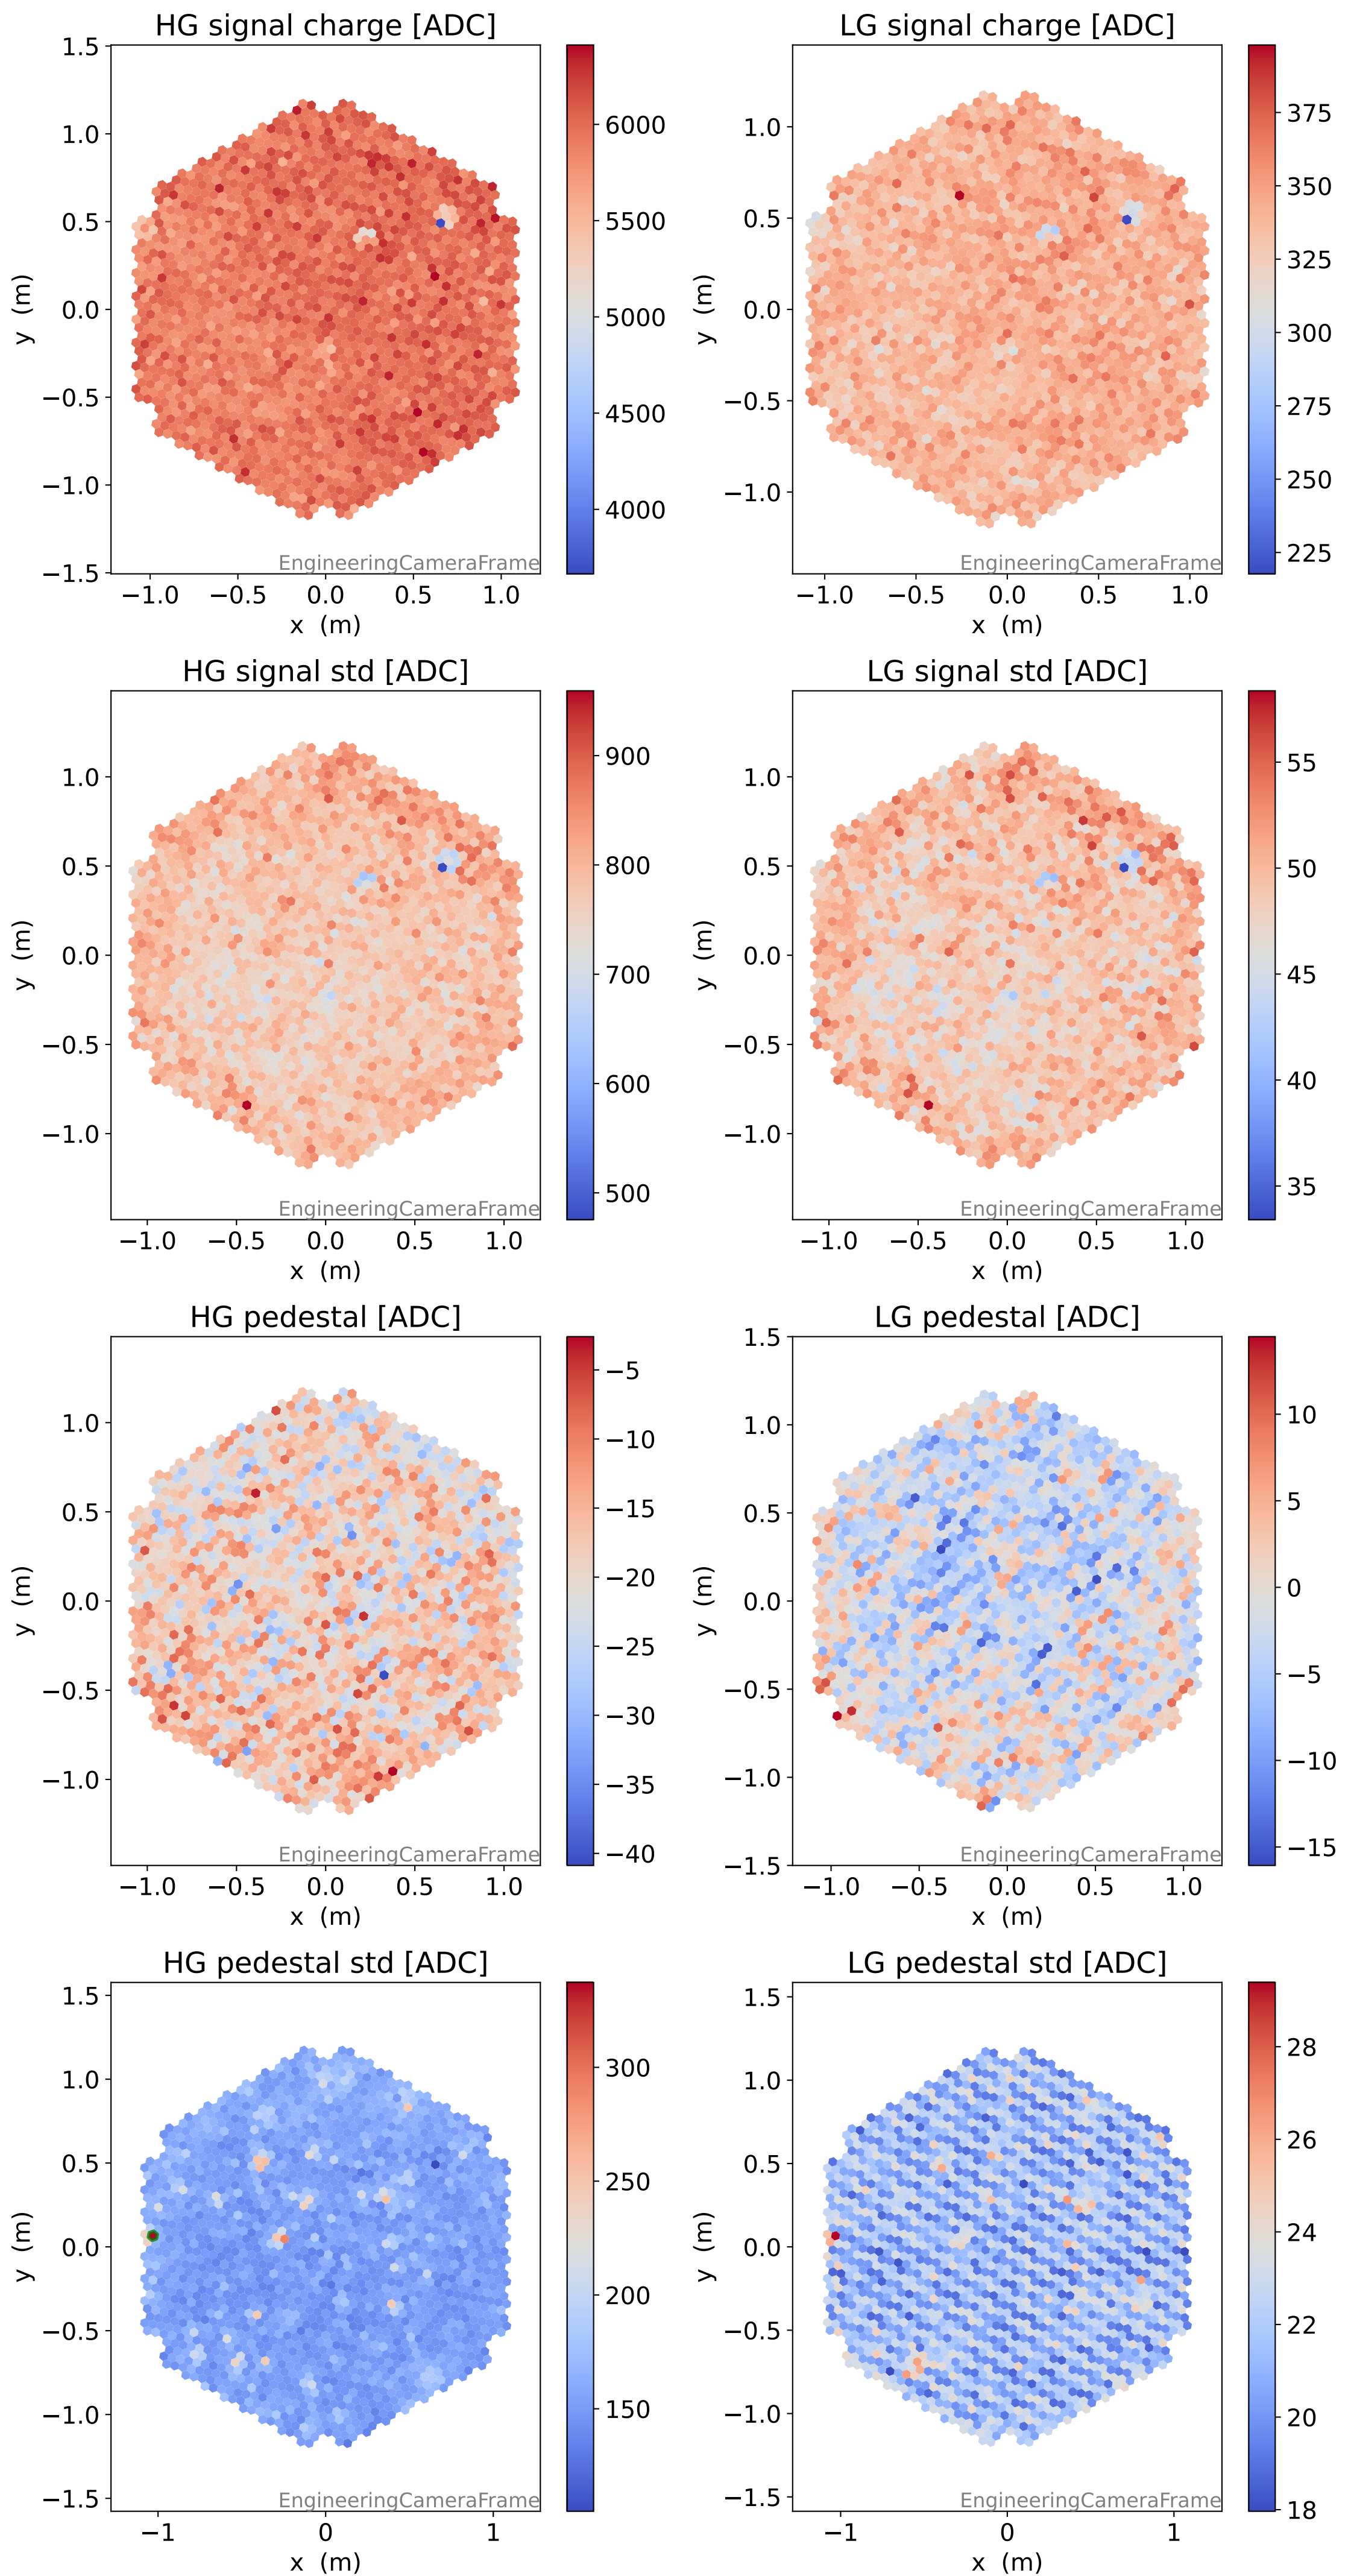 HG signal charge [ADC]
1.5
1.0
0.5
0.0
−0.5
−1.0
−1.5
y (m)
−1.0 −0.5 0.0 0.5 1.0
x (m)
EngineeringCameraFrame
6000
5500
5000
4500
4000
LG signal charge [ADC]
1.0
0.5
0.0
−0.5
−1.0
y (m)
−1.0 −0.5 0.0 0.5 1.0
x (m)
EngineeringCameraFrame
375
350
325
300
275
250
225
HG signal std [ADC]
1.0
0.5
0.0
−0.5
−1.0
y (m)
−1.0 −0.5 0.0 0.5 1.0
x (m)
EngineeringCameraFrame
900
800
700
600
500
LG signal std [ADC]
1.0
0.5
0.0
−0.5
−1.0
y (m)
−1.0 −0.5 0.0 0.5 1.0
x (m)
EngineeringCameraFrame
55
50
45
40
35
HG pedestal [ADC]
1.0
0.5
0.0
−0.5
−1.0
y (m)
−1.0 −0.5 0.0 0.5 1.0
x (m)
EngineeringCameraFrame
−5
−10
−15
−20
−25
−30
−35
−40
LG pedestal [ADC]
1.5
1.0
0.5
0.0
−0.5
−1.0
−1.5
y (m)
−1.0 −0.5 0.0 0.5 1.0
x (m)
EngineeringCameraFrame
10
5
0
−5
−10
−15
HG pedestal std [ADC]
1.5
1.0
0.5
0.0
−0.5
−1.0
−1.5
y (m)
−1 0 1
x (m)
EngineeringCameraFrame
300
250
200
150
LG pedestal std [ADC]
1.5
1.0
0.5
0.0
−0.5
−1.0
−1.5
y (m)
−1 0 1
x (m)
EngineeringCameraFrame
28
26
24
22
20
18